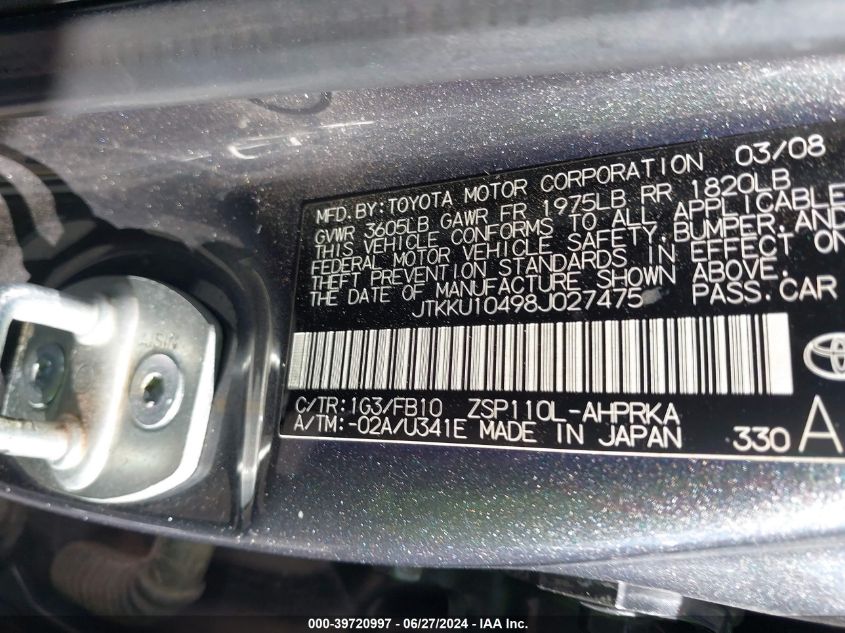 MFD. BY: TOYOTA MOTOR CORPORATION 03/08
GVWR 3605LB GAWR FR 1975LB RR 1820LB
THIS VEHICLE CONFORMS TO ALL APPLICABLE
FEDERAL MOTOR VEHICLE SAFETY, BUMPER, AND
THEFT PREVENTION STANDARDS IN EFFECT ON
THE DATE OF MANUFACTURE SHOWN ABOVE.
JTKKU10498J027475 PASS. CAR
C/TR: 1G3/FB10 ZSP110L-AHPRKA
A/TM: -02A/U341E MADE IN JAPAN 330 A
AISIN
000-39720997 - 06/27/2024 - IAA, Inc.